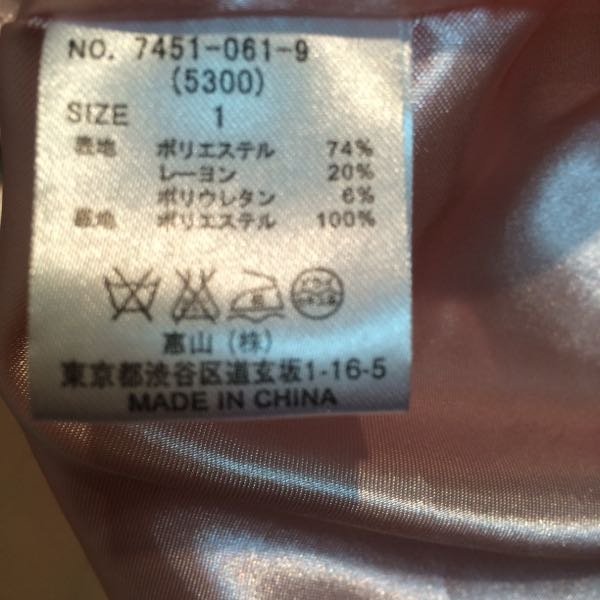 NO. 7451-061-9
(5300)
SIZE 1
表地 ポリエステル 74%
レーヨン 20%
ポリウレタン 6%
裏地 ポリエステル 100%
恵山（株）
東京都渋谷区道玄坂1-16-5
MADE IN CHINA